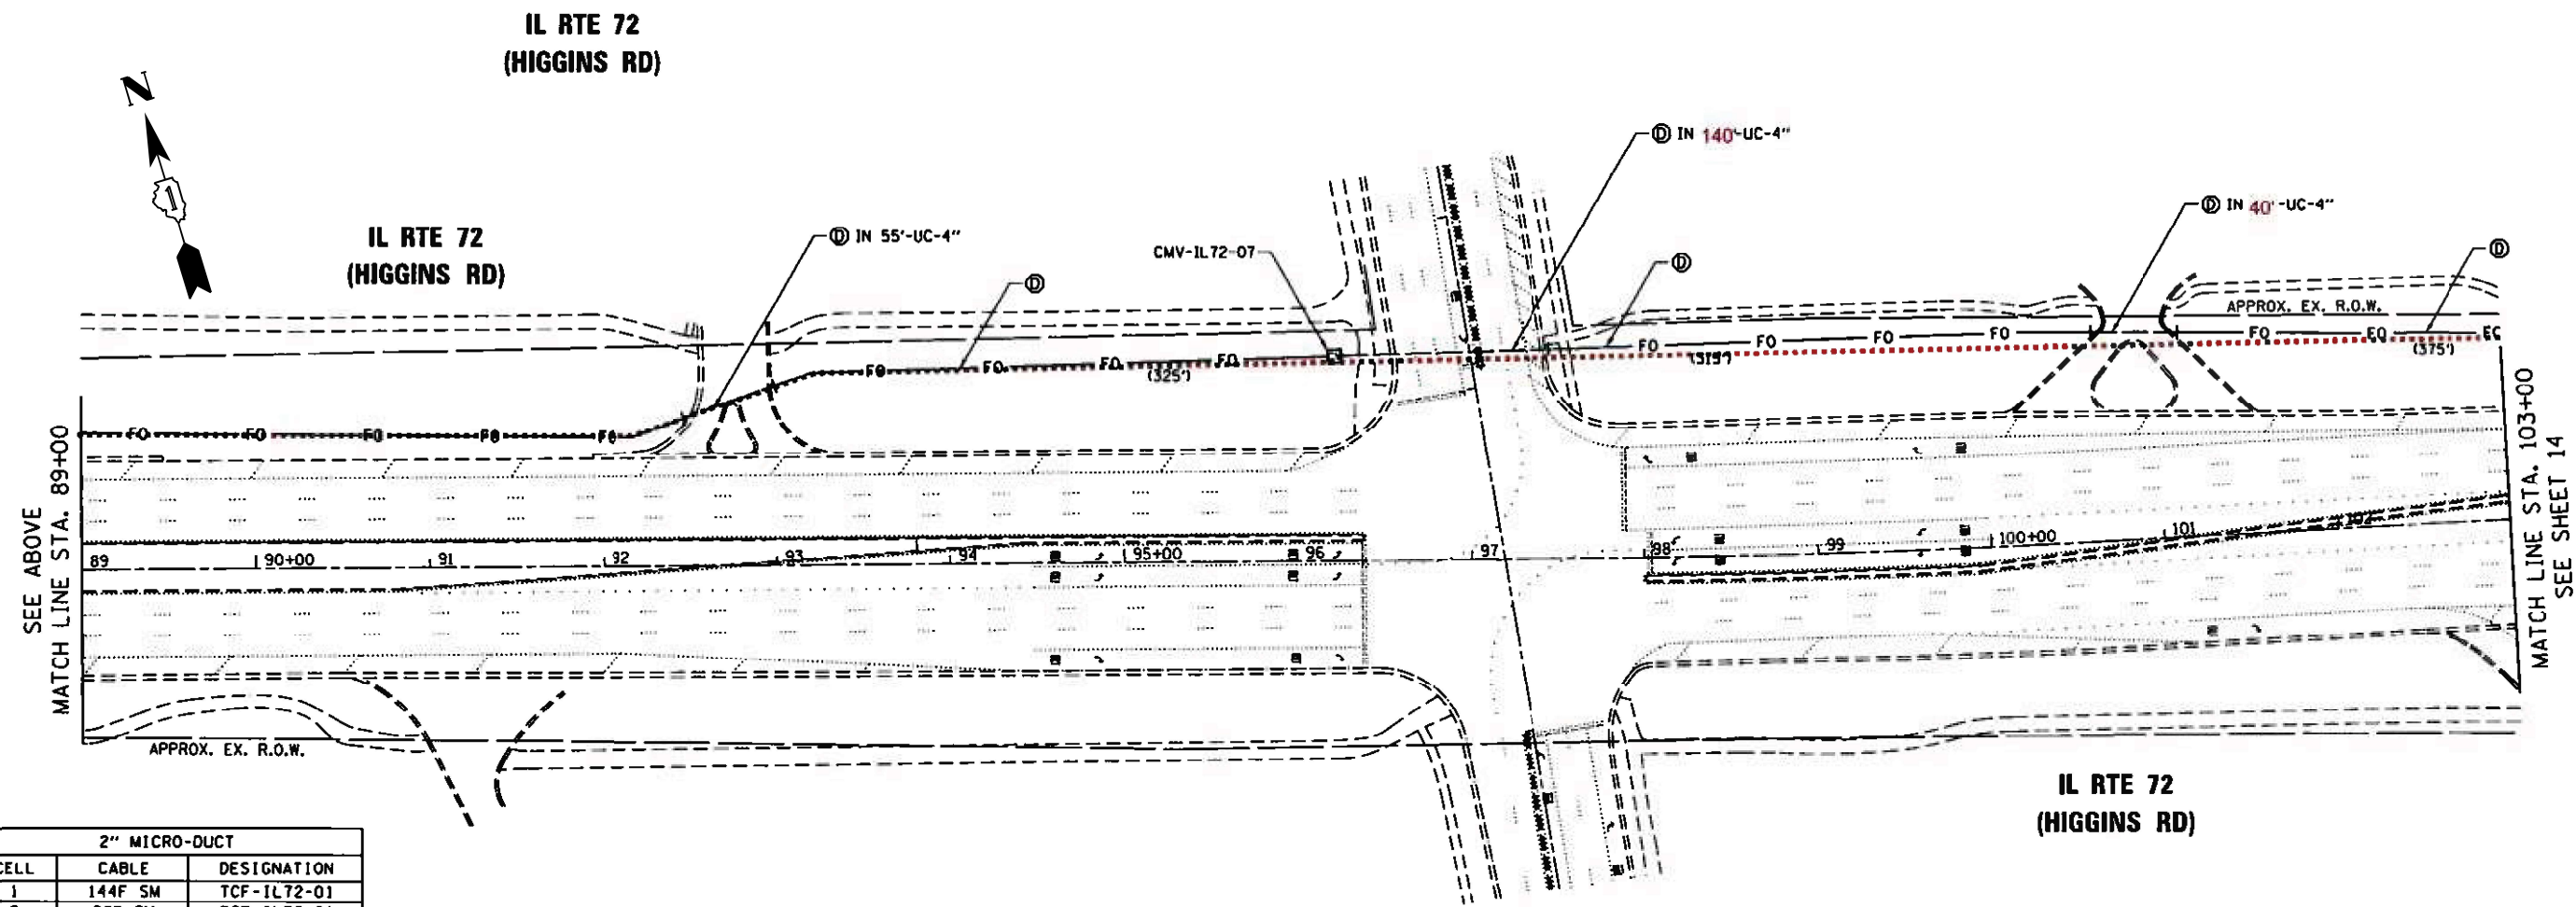 IL RTE 72
(HIGGINS RD)
N
1
IL RTE 72
(HIGGINS RD)
D IN 55'-UC-4"
D
CMV-IL72-07
D IN 140'-UC-4"
D
D IN 40'-UC-4"
D
APPROX. EX. R.O.W.
FO FO FO FO FO FO FO FO FO
(325')
FO FO FO FO FO FO
(315')
(375')
SEE ABOVE
MATCH LINE STA. 89+00
89 90+00 91 92 93 94 95+00 96 97 98 99 100+00 101 102
MATCH LINE STA. 103+00
SEE SHEET 14
APPROX. EX. R.O.W.
IL RTE 72
(HIGGINS RD)
2" MICRO-DUCT
CELL CABLE DESIGNATION
1 144F SM TCF-IL72-01